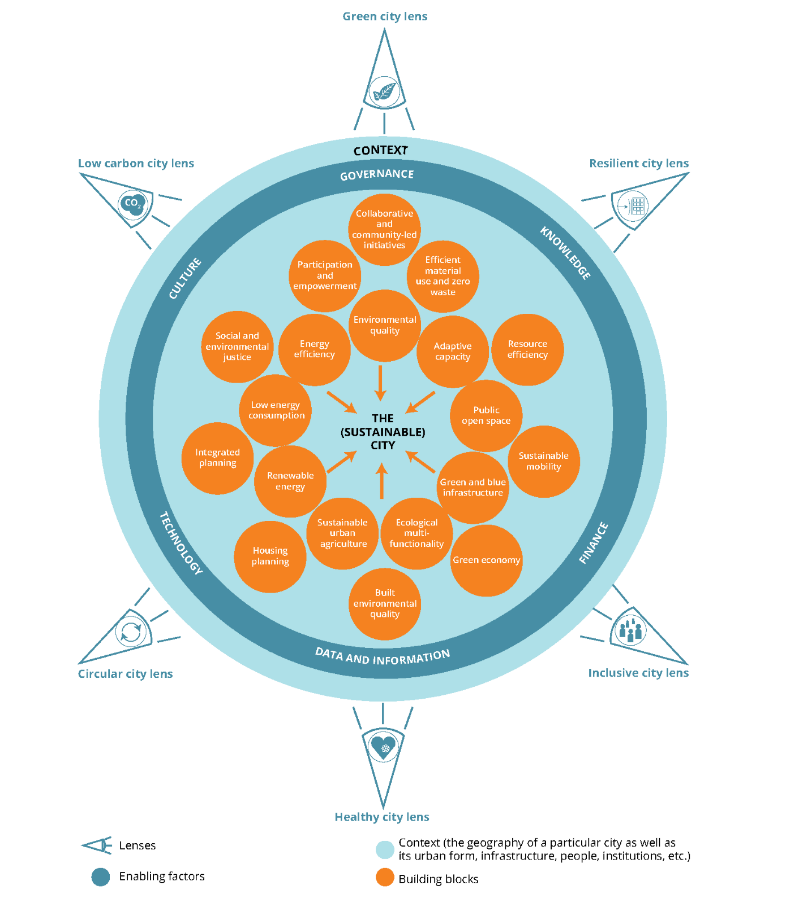 Green city lens
Low carbon city lens
Resilient city lens
CO2
CONTEXT
GOVERNANCE
CULTURE
KNOWLEDGE
Collaborative
and
community-led
initiatives
Participation
and
empowerment
Efficient
material
use and zero
waste
Environmental
quality
Social and
environmental
justice
Energy
efficiency
Adaptive
capacity
Resource
efficiency
Low energy
consumption
THE
(SUSTAINABLE)
CITY
Public
open space
Integrated
planning
Renewable
energy
Green and blue
infrastructure
Sustainable
mobility
Sustainable
urban
agriculture
Ecological
multi-
functionality
Housing
planning
Green economy
Built
environmental
quality
TECHNOLOGY
FINANCE
DATA AND INFORMATION
Circular city lens
Inclusive city lens
Healthy city lens
Lenses
Enabling factors
Context (the geography of a particular city as well as
its urban form, infrastructure, people, institutions, etc.)
Building blocks